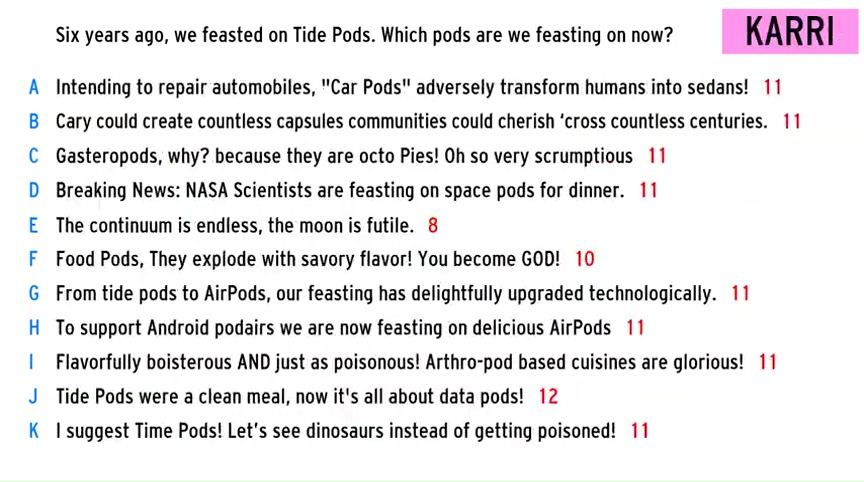 Six years ago, we feasted on Tide Pods. Which pods are we feasting on now?
KARRI
A Intending to repair automobiles, "Car Pods" adversely transform humans into sedans! 11
B Cary could create countless capsules communities could cherish ‘cross countless centuries. 11
C Gasteropods, why? because they are octo Pies! Oh so very scrumptious 11
D Breaking News: NASA Scientists are feasting on space pods for dinner. 11
E The continuum is endless, the moon is futile. 8
F Food Pods, They explode with savory flavor! You become GOD! 10
G From tide pods to AirPods, our feasting has delightfully upgraded technologically. 11
H To support Android podairs we are now feasting on delicious AirPods 11
I Flavorfully boisterous AND just as poisonous! Arthro-pod based cuisines are glorious! 11
J Tide Pods were a clean meal, now it's all about data pods! 12
K I suggest Time Pods! Let’s see dinosaurs instead of getting poisoned! 11